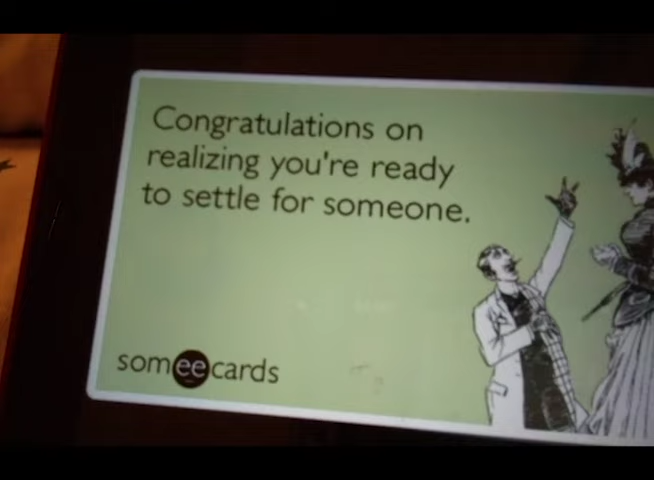 Congratulations on
realizing you're ready
to settle for someone.
someecards